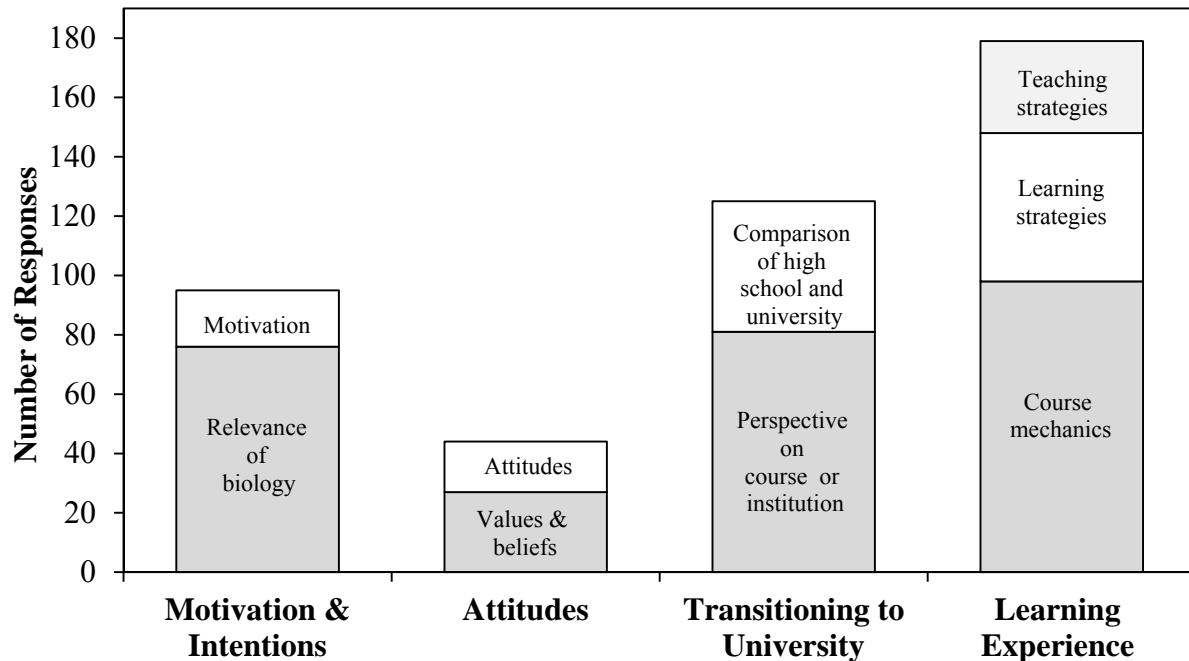 Number of Responses
180
160
140
120
100
80
60
40
20
0
Motivation
Relevance
of
biology
Attitudes
Values &
beliefs
Comparison
of high
school and
university
Perspective
on
course or
institution
Teaching
strategies
Learning
strategies
Course
mechanics
Motivation &
Intentions
Attitudes
Transitioning to
University
Learning
Experience